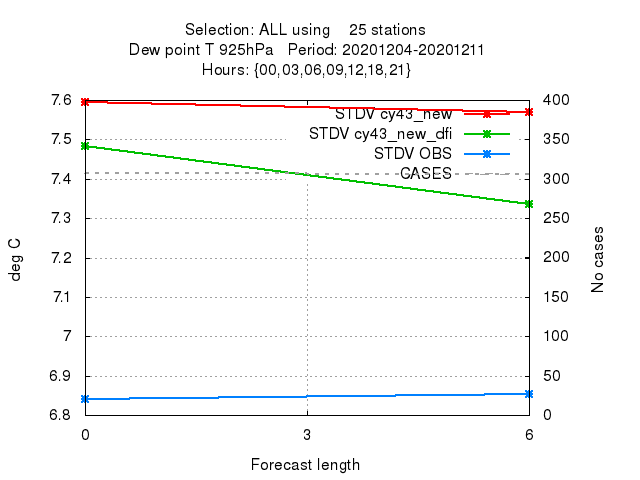 Selection: ALL using    25 stations
Dew point T 925hPa   Period: 20201204-20201211
Hours: {00,03,06,09,12,18,21}
7.6
7.5
7.4
7.3
7.2
7.1
7
6.9
6.8
deg C
STDV cy43_new
STDV cy43_new_dfi
STDV OBS
CASES
400
350
300
250
200
150
100
50
0
No cases
0 3 6
Forecast length